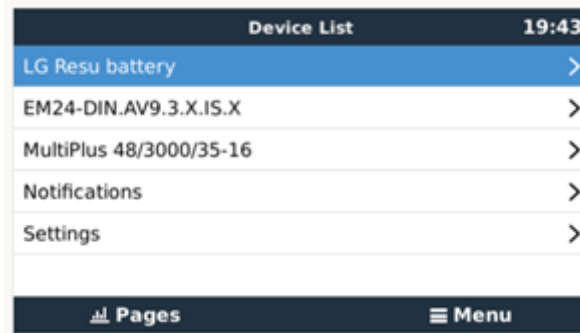 Device List 19:43
LG Resu battery
EM24-DIN.AV9.3.X.IS.X
MultiPlus 48/3000/35-16
Notifications
Settings
Pages Menu